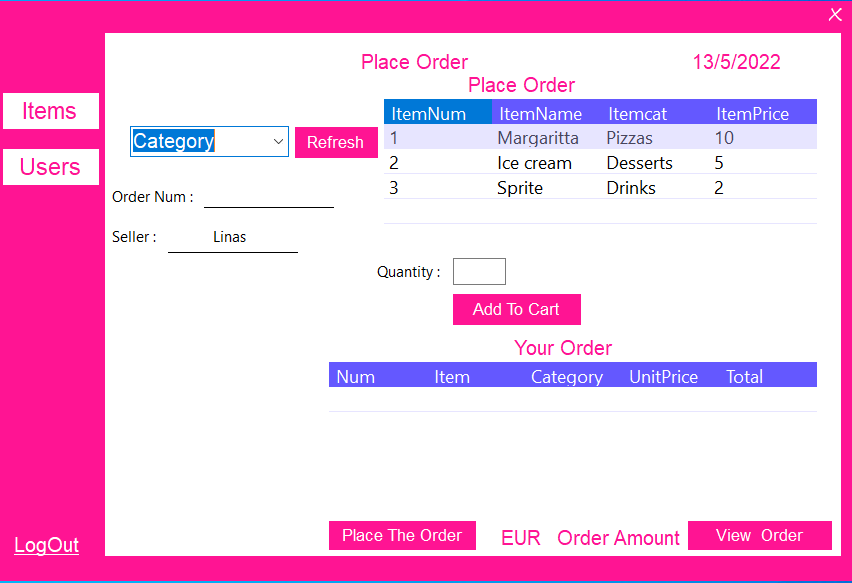 X
Place Order 13/5/2022
Place Order
Items
ItemNum ItemName Itemcat ItemPrice
Category Refresh
1 Margaritta Pizzas 10
2 Ice cream Desserts 5
3 Sprite Drinks 2
Users
Order Num :
Seller : Linas
Quantity :
Add To Cart
Your Order
Num Item Category UnitPrice Total
LogOut
Place The Order EUR Order Amount View Order